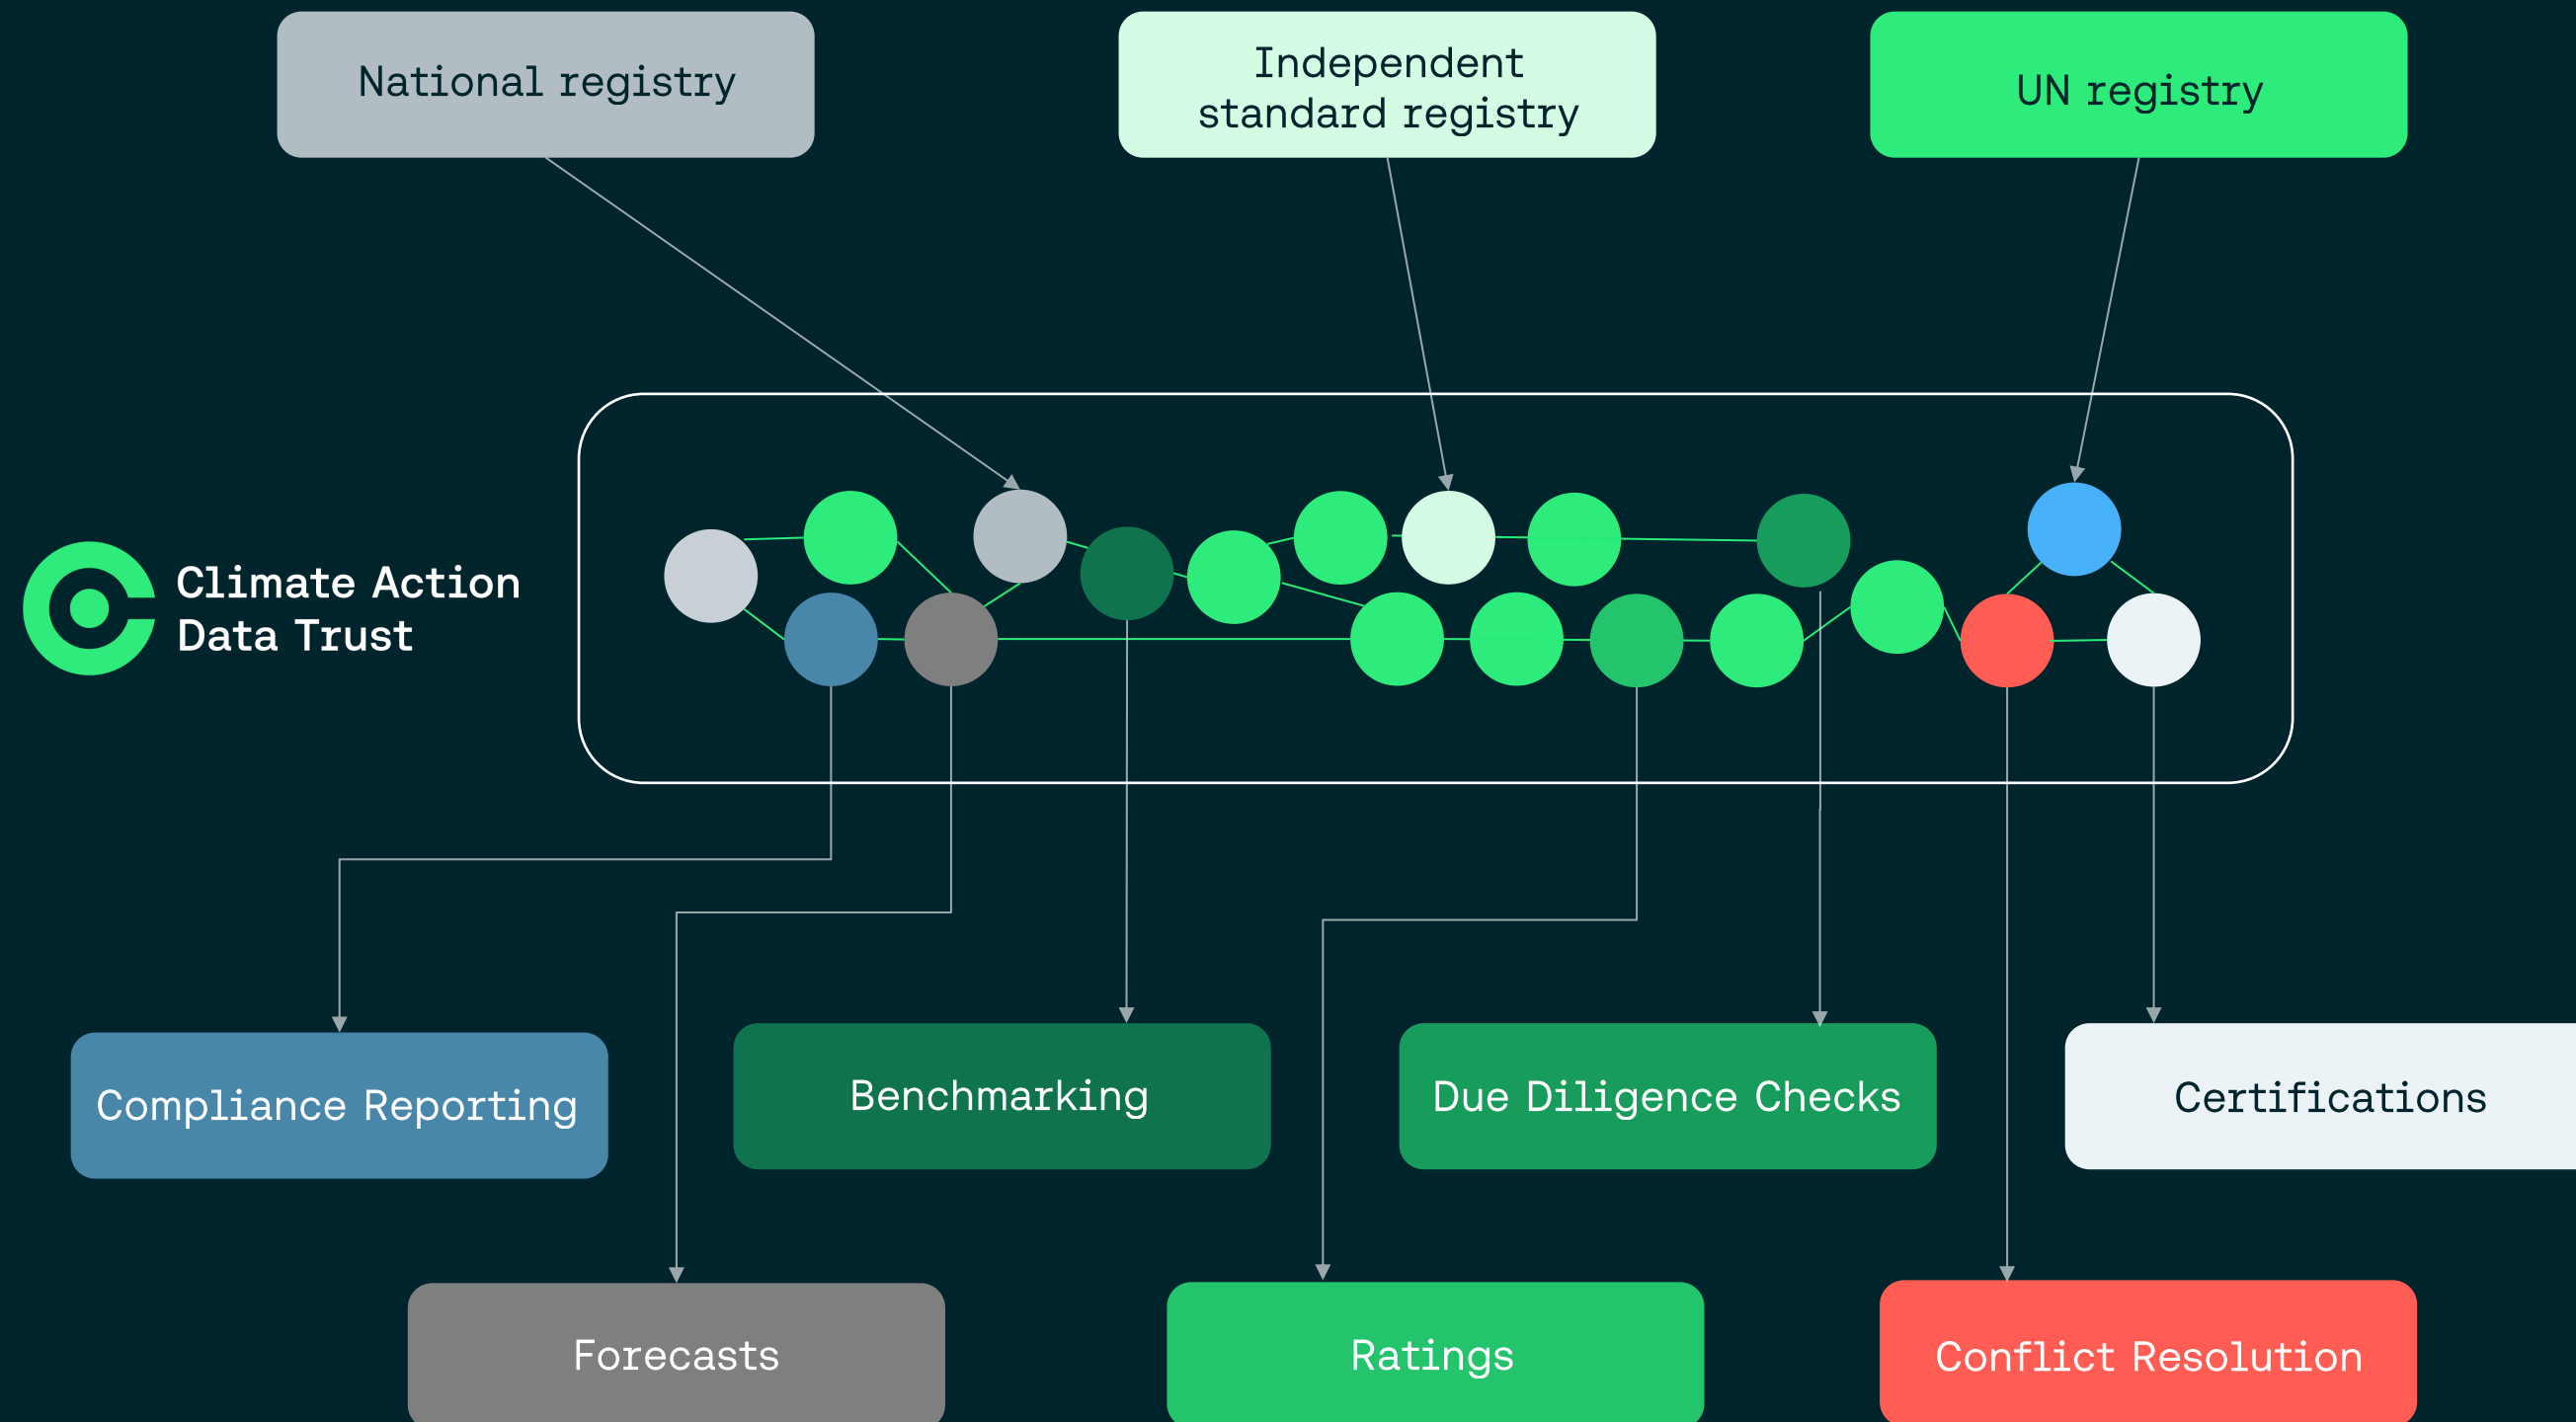 National registry
Independent
standard registry
UN registry
Climate Action
Data Trust
Compliance Reporting
Benchmarking
Due Diligence Checks
Certifications
Forecasts
Ratings
Conflict Resolution